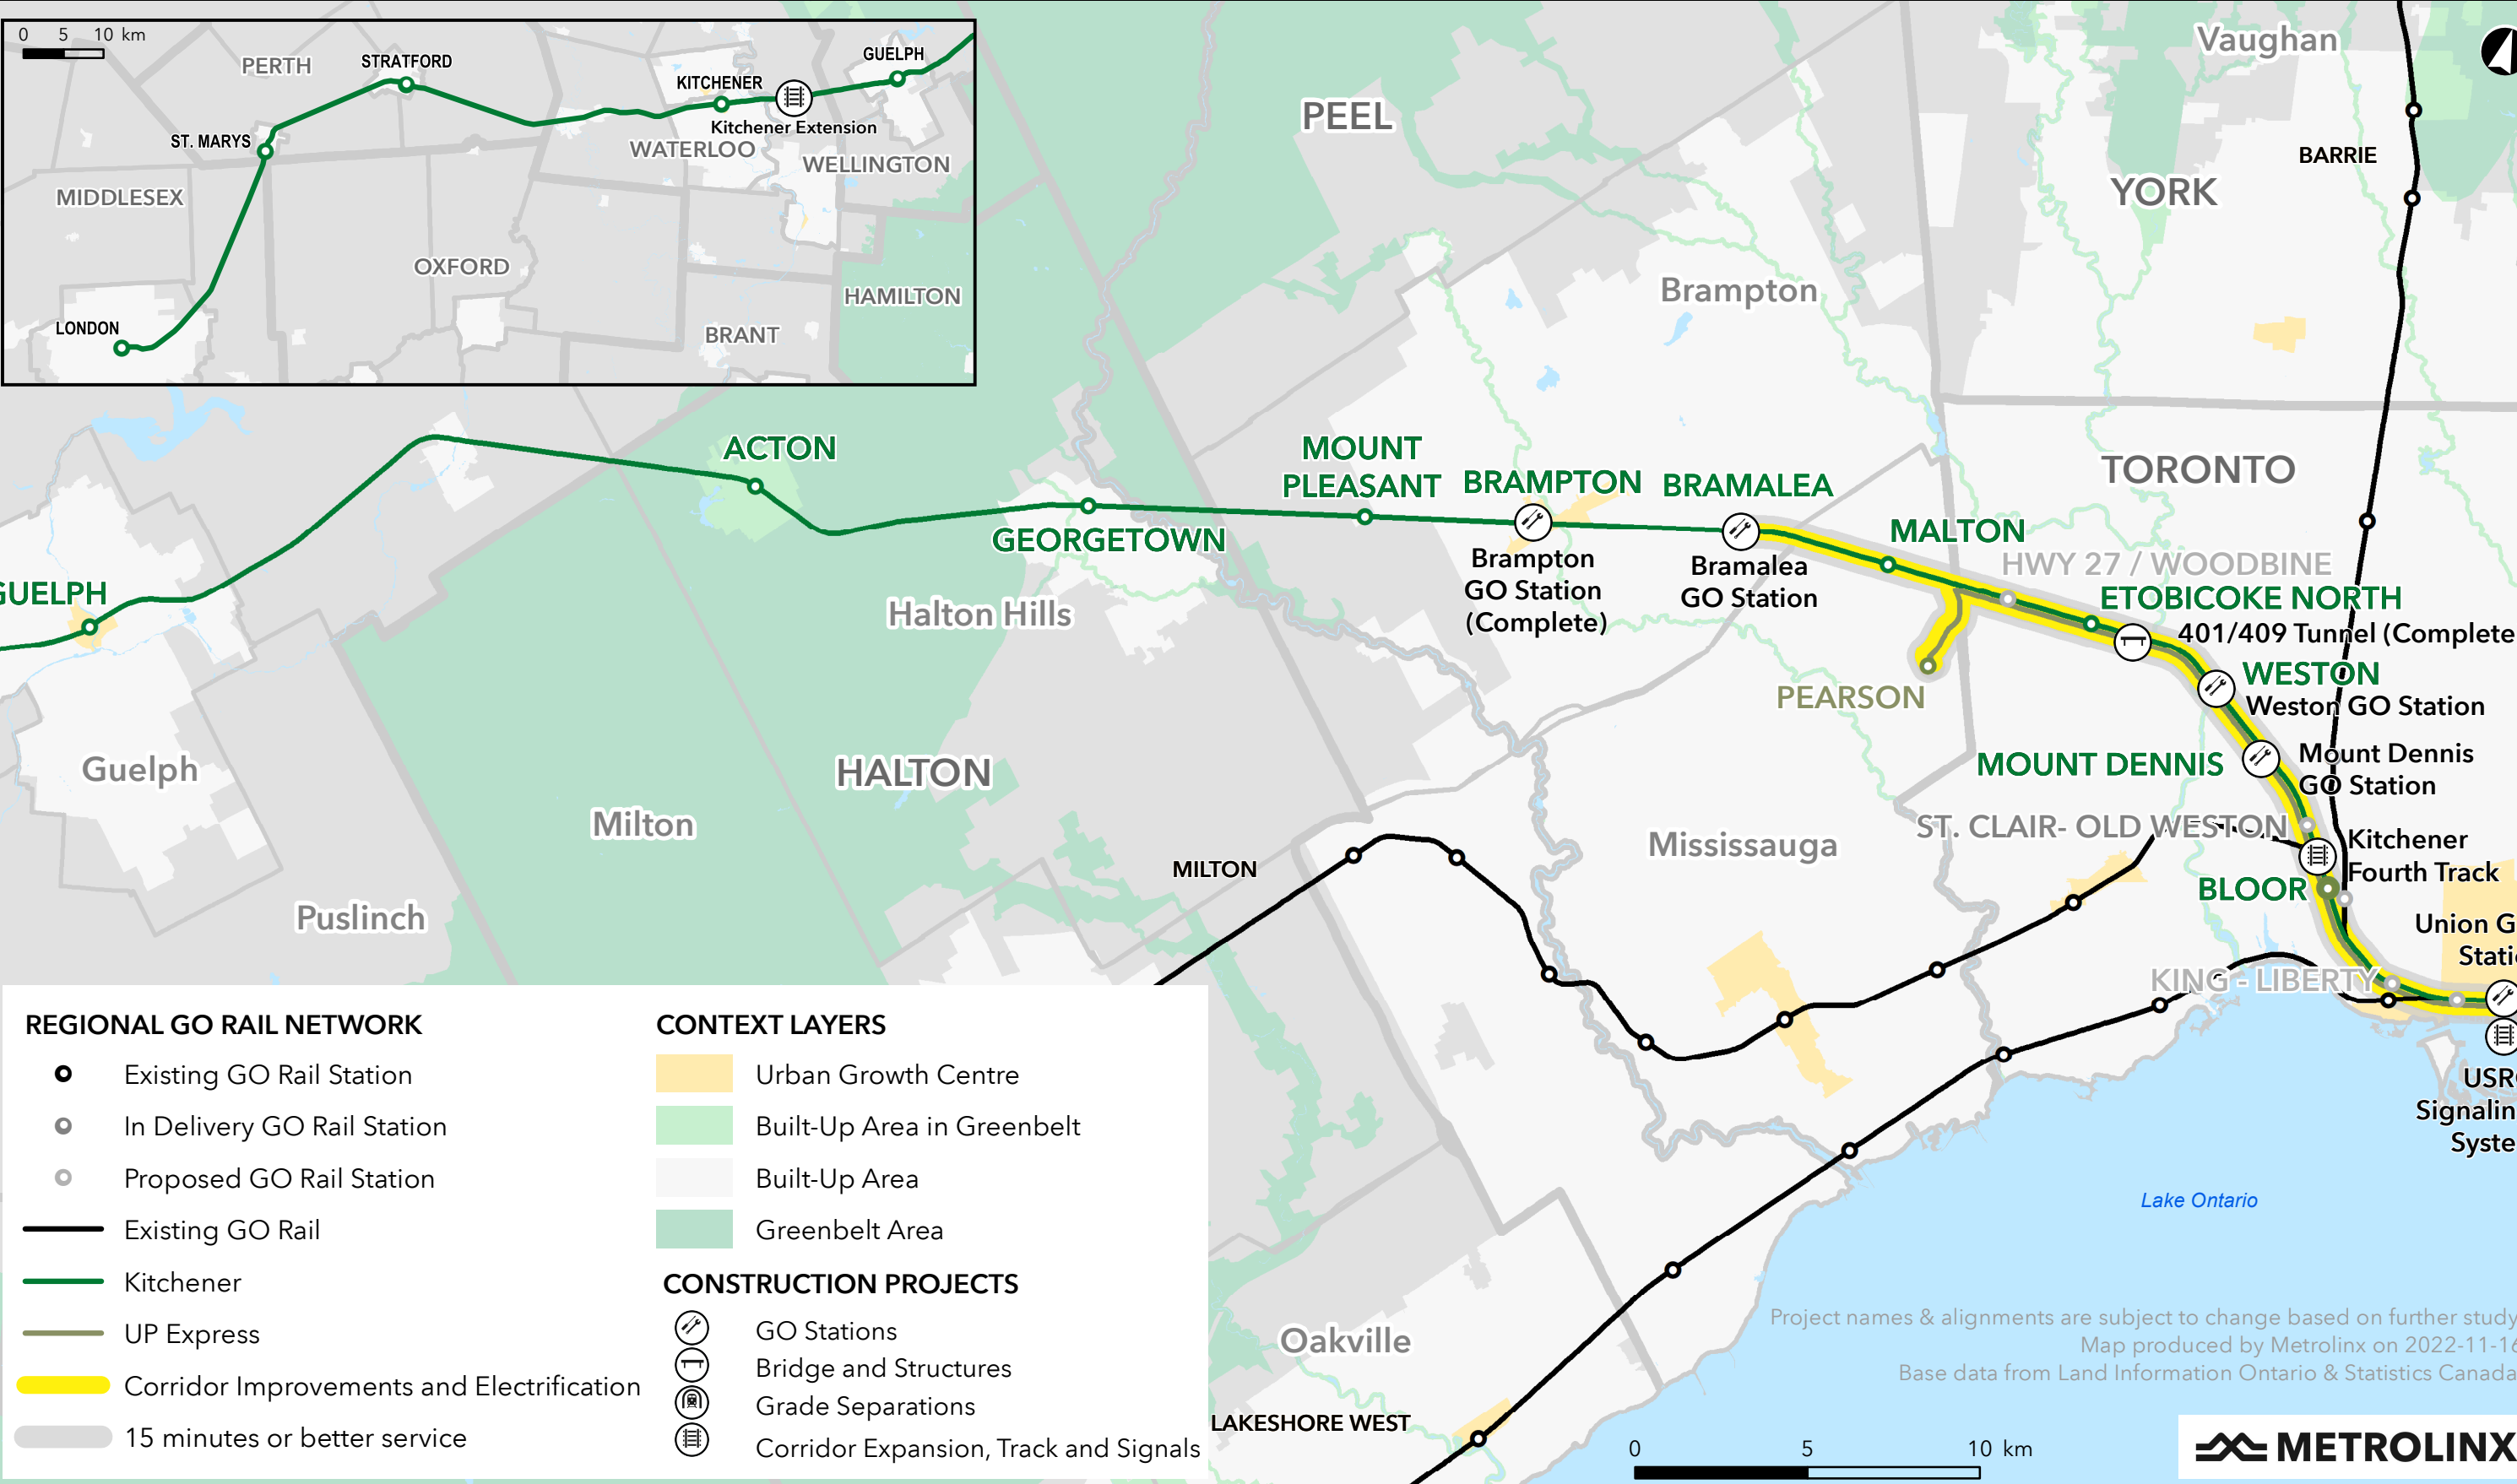 0 5 10 km
PERTH
STRATFORD
GUELPH
KITCHENER
Kitchener Extension
ST. MARYS
WATERLOO
WELLINGTON
MIDDLESEX
OXFORD
HAMILTON
LONDON
BRANT
Vaughan
PEEL
BARRIE
YORK
Brampton
ACTON
MOUNT
PLEASANT
BRAMPTON
BRAMALEA
TORONTO
GEORGETOWN
MALTON
Brampton
GO Station
(Complete)
Bramalea
GO Station
HWY 27 / WOODBINE
GUELPH
Halton Hills
ETOBICOKE NORTH
401/409 Tunnel (Complete
WESTON
Weston GO Station
PEARSON
Guelph
HALTON
MOUNT DENNIS
Mount Dennis
GO Station
Milton
Mississauga
ST. CLAIR- OLD WESTON
Kitchener
Fourth Track
MILTON
BLOOR
Puslinch
Union G
Stati
KING - LIBERTY
USR
Signalin
Syste
Lake Ontario
REGIONAL GO RAIL NETWORK
Existing GO Rail Station
In Delivery GO Rail Station
Proposed GO Rail Station
Existing GO Rail
Kitchener
UP Express
Corridor Improvements and Electrification
15 minutes or better service
CONTEXT LAYERS
Urban Growth Centre
Built-Up Area in Greenbelt
Built-Up Area
Greenbelt Area
CONSTRUCTION PROJECTS
GO Stations
Bridge and Structures
Grade Separations
Corridor Expansion, Track and Signals
Oakville
LAKESHORE WEST
Project names & alignments are subject to change based on further study
Map produced by Metrolinx on 2022-11-16
Base data from Land Information Ontario & Statistics Canada
0 5 10 km
METROLINX